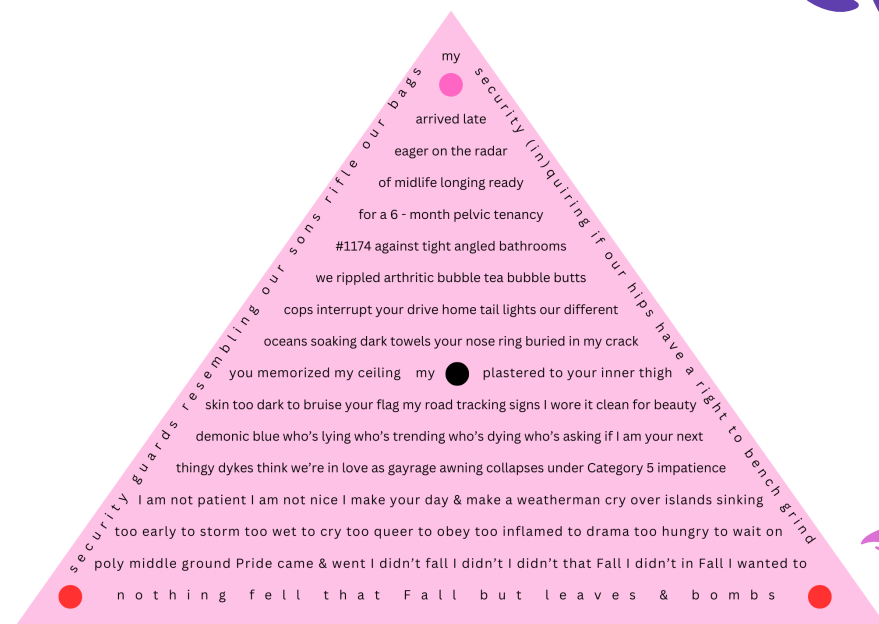 my
arrived late
eager on the radar
of midlife longing ready
for a 6 - month pelvic tenancy
#1174 against tight angled bathrooms
we rippled arthritic bubble tea bubble butts
cops interrupt your drive home tail lights our different
oceans soaking dark towels your nose ring buried in my crack
you memorized my ceiling my plastered to your inner thigh
skin too dark to bruise your flag my road tracking signs I wore it clean for beauty
demonic blue who's lying who's trending who's dying who's asking if I am your next
thingy dykes think we're in love as gayrage awning collapses under Category 5 impatience
I am not patient I am not nice I make your day & make a weatherman cry over islands sinking
too early to storm too wet to cry too queer to obey too inflamed to drama too hungry to wait on
poly middle ground Pride came & went I didn't fall I didn't I didn't that Fall I didn't in Fall I wanted to
nothing fell that Fall but leaves & bombs
security guards resembling our sons rifle our bags
security (in)quiring if our hips have a right to bench grind